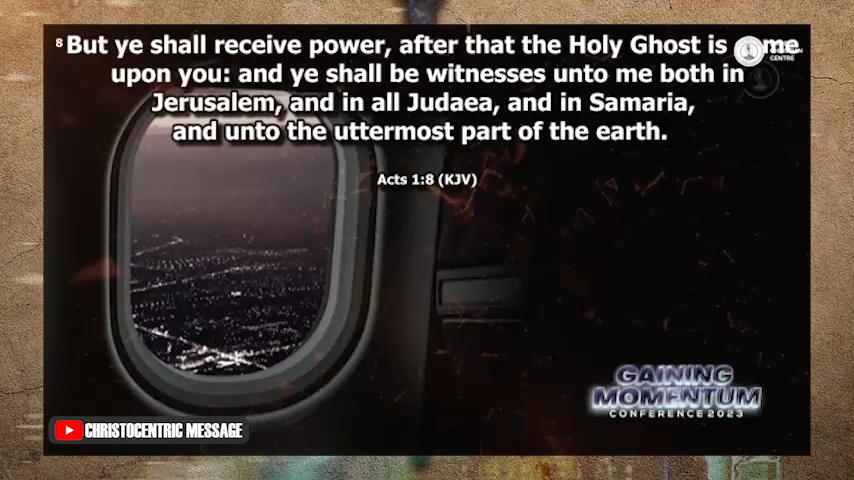 8 But ye shall receive power, after that the Holy Ghost is
upon you: and ye shall be witnesses unto me both in
Jerusalem, and in all Judaea, and in Samaria,
and unto the uttermost part of the earth.
Acts 1:8 (KJV)
CENTRE
GAINING
MOMENTUM
CONFERENCE 2023
CHRISTOCENTRIC MESSAGE